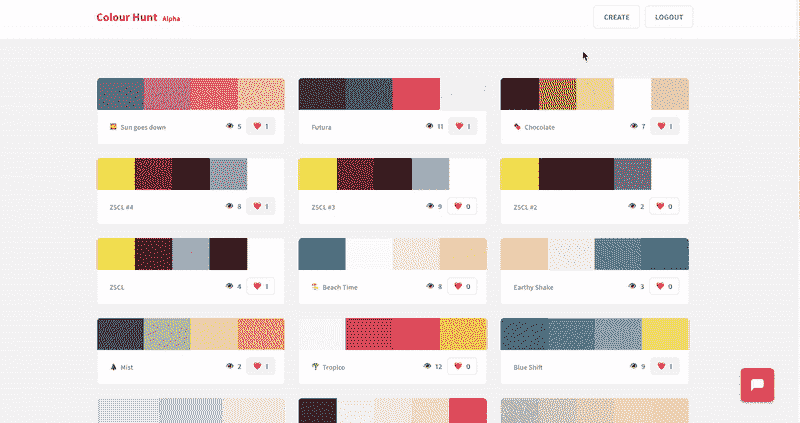 Colour Hunt Alpha
CREATE
LOGOUT
Sun goes down 5 1
Futura 11 1
Chocolate 7 1
ZSCL #4 8 1
ZSCL #3 9 0
ZSCL #2 2 0
ZSCL 4 1
Beach Time 8 0
Earthy Shake 3 0
Mist 2 1
Tropico 12 0
Blue Shift 9 1